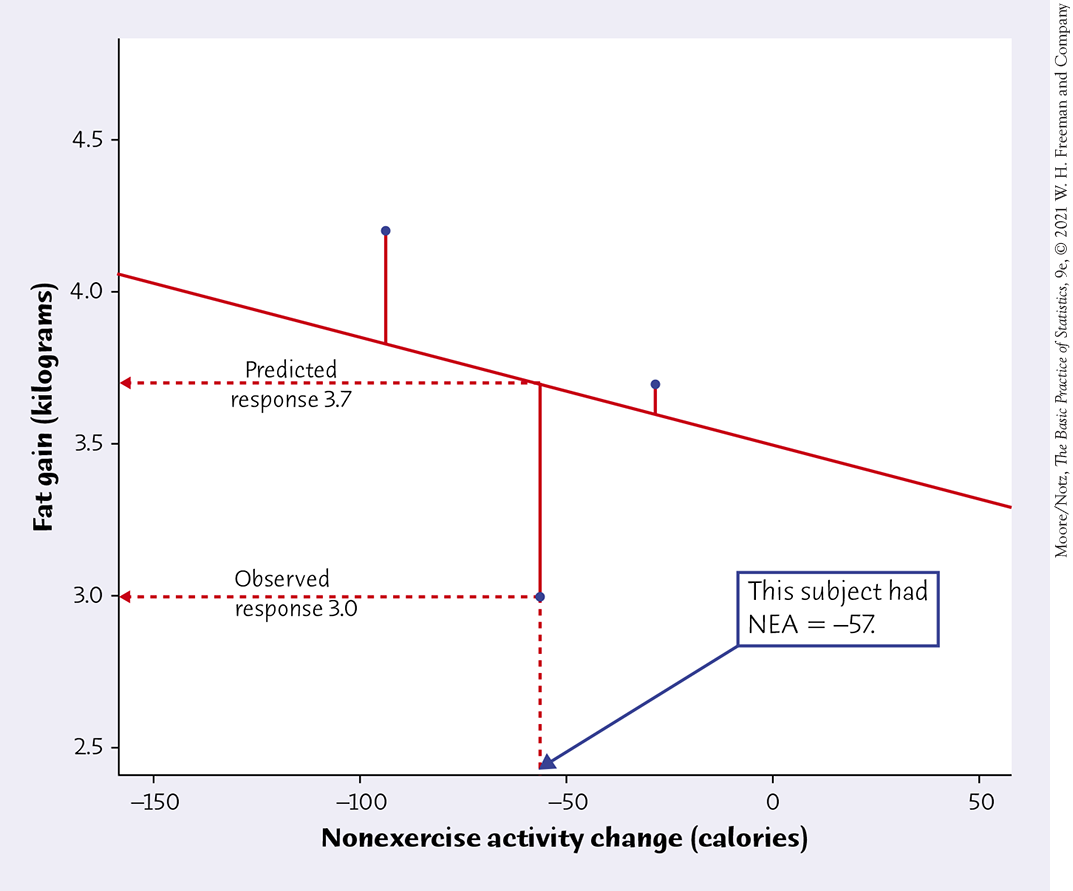 4.5
4.0
3.5
3.0
2.5
Fat gain (kilograms)
Predicted
response 3.7
Observed
response 3.0
This subject had
NEA = –57.
–150
–100
–50
0
50
Nonexercise activity change (calories)
Moore/Notz, The Basic Practice of Statistics, 9e, © 2021 W. H. Freeman and Company